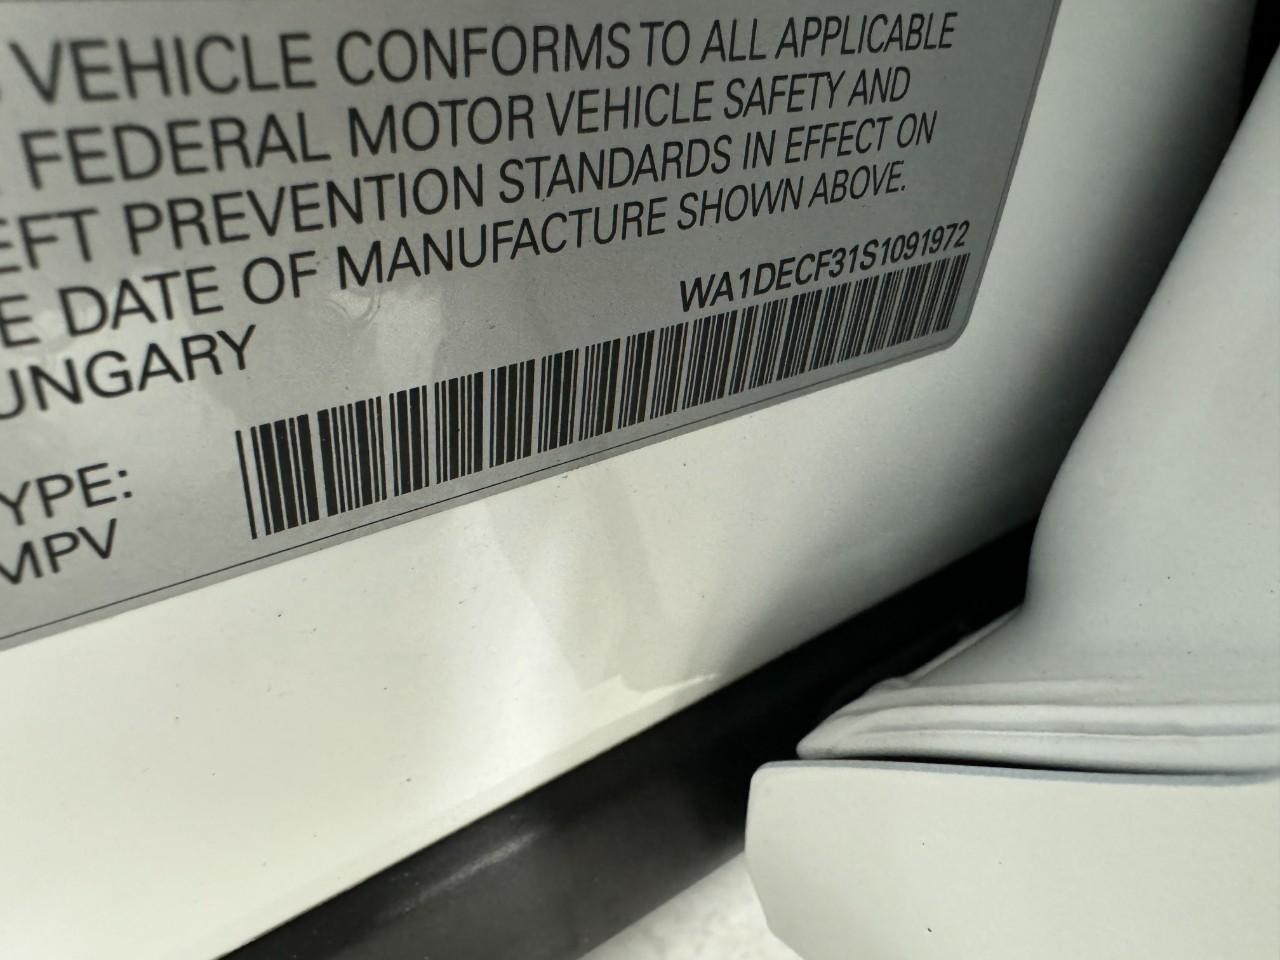 VEHICLE CONFORMS TO ALL APPLICABLE
FEDERAL MOTOR VEHICLE SAFETY AND
EFT PREVENTION STANDARDS IN EFFECT ON
E DATE OF MANUFACTURE SHOWN ABOVE.
UNGARY
WA1DECF31S1091972
YPE:
MPV